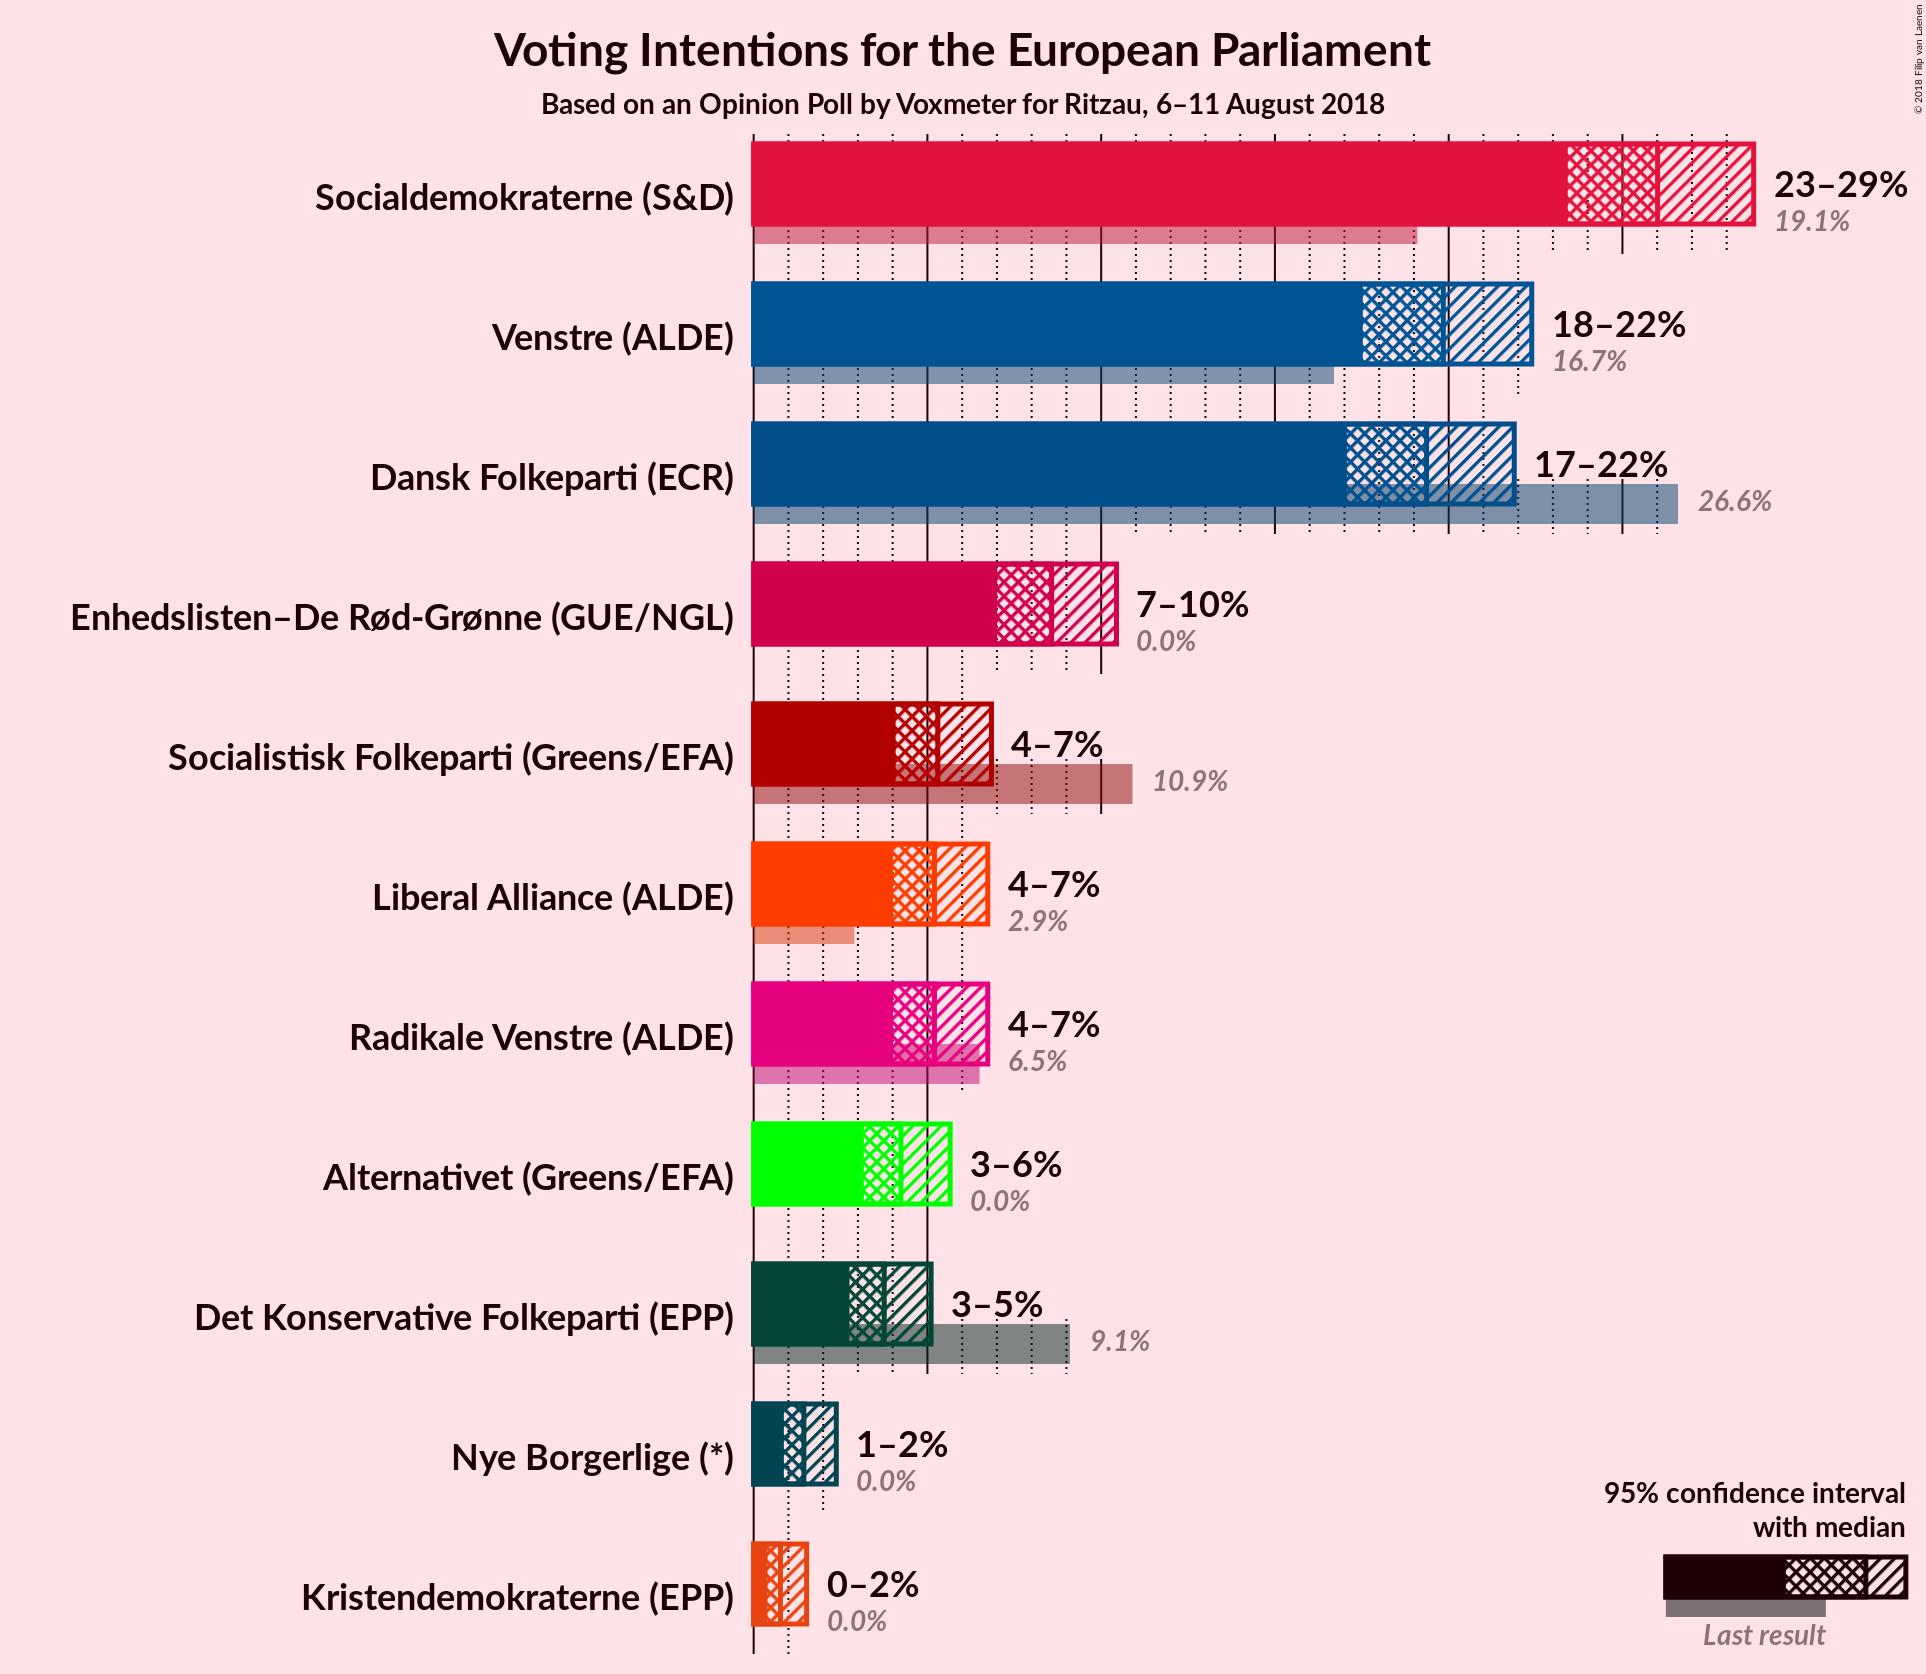 Voting Intentions for the European Parliament
Based on an Opinion Poll by Voxmeter for Ritzau, 6–11 August 2018
© 2018 Filip van Laenen
Socialdemokraterne (S&D)
23–29%
19.1%
Venstre (ALDE)
18–22%
16.7%
Dansk Folkeparti (ECR)
17–22%
26.6%
Enhedslisten–De Rød-Grønne (GUE/NGL)
7–10%
0.0%
Socialistisk Folkeparti (Greens/EFA)
4–7%
10.9%
Liberal Alliance (ALDE)
4–7%
2.9%
Radikale Venstre (ALDE)
4–7%
6.5%
Alternativet (Greens/EFA)
3–6%
0.0%
Det Konservative Folkeparti (EPP)
3–5%
9.1%
Nye Borgerlige (*)
1–2%
0.0%
Kristendemokraterne (EPP)
0–2%
0.0%
95% confidence interval
with median
Last result